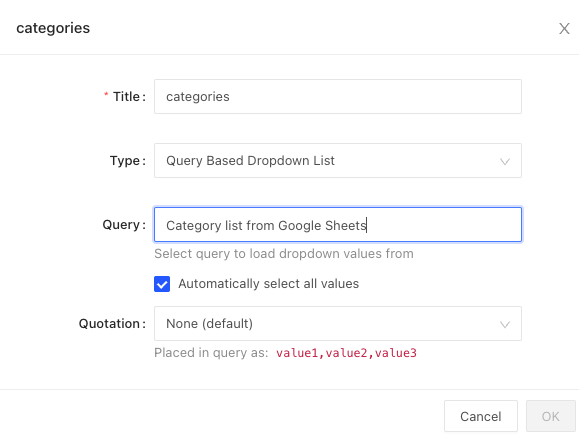 categories
* Title :
categories
Type :
Query Based Dropdown List
Query :
Category list from Google Sheets
Select query to load dropdown values from
Automatically select all values
Quotation :
None (default)
Placed in query as: value1,value2,value3
Cancel
OK